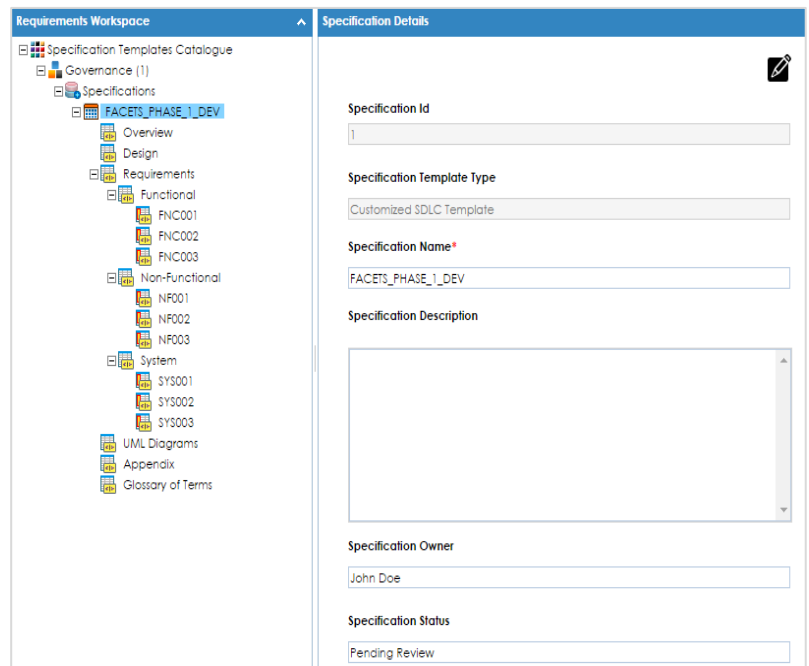 Requirements Workspace
Specification Templates Catalogue
Governance (1)
Specifications
FACETS_PHASE_1_DEV
Overview
Design
Requirements
Functional
FNC001
FNC002
FNC003
Non-Functional
NF001
NF002
NF003
System
SYS001
SYS002
SYS003
UML Diagrams
Appendix
Glossary of Terms
Specification Details
Specification Id
1
Specification Template Type
Customized SDLC Template
Specification Name*
FACETS_PHASE_1_DEV
Specification Description
Specification Owner
John Doe
Specification Status
Pending Review